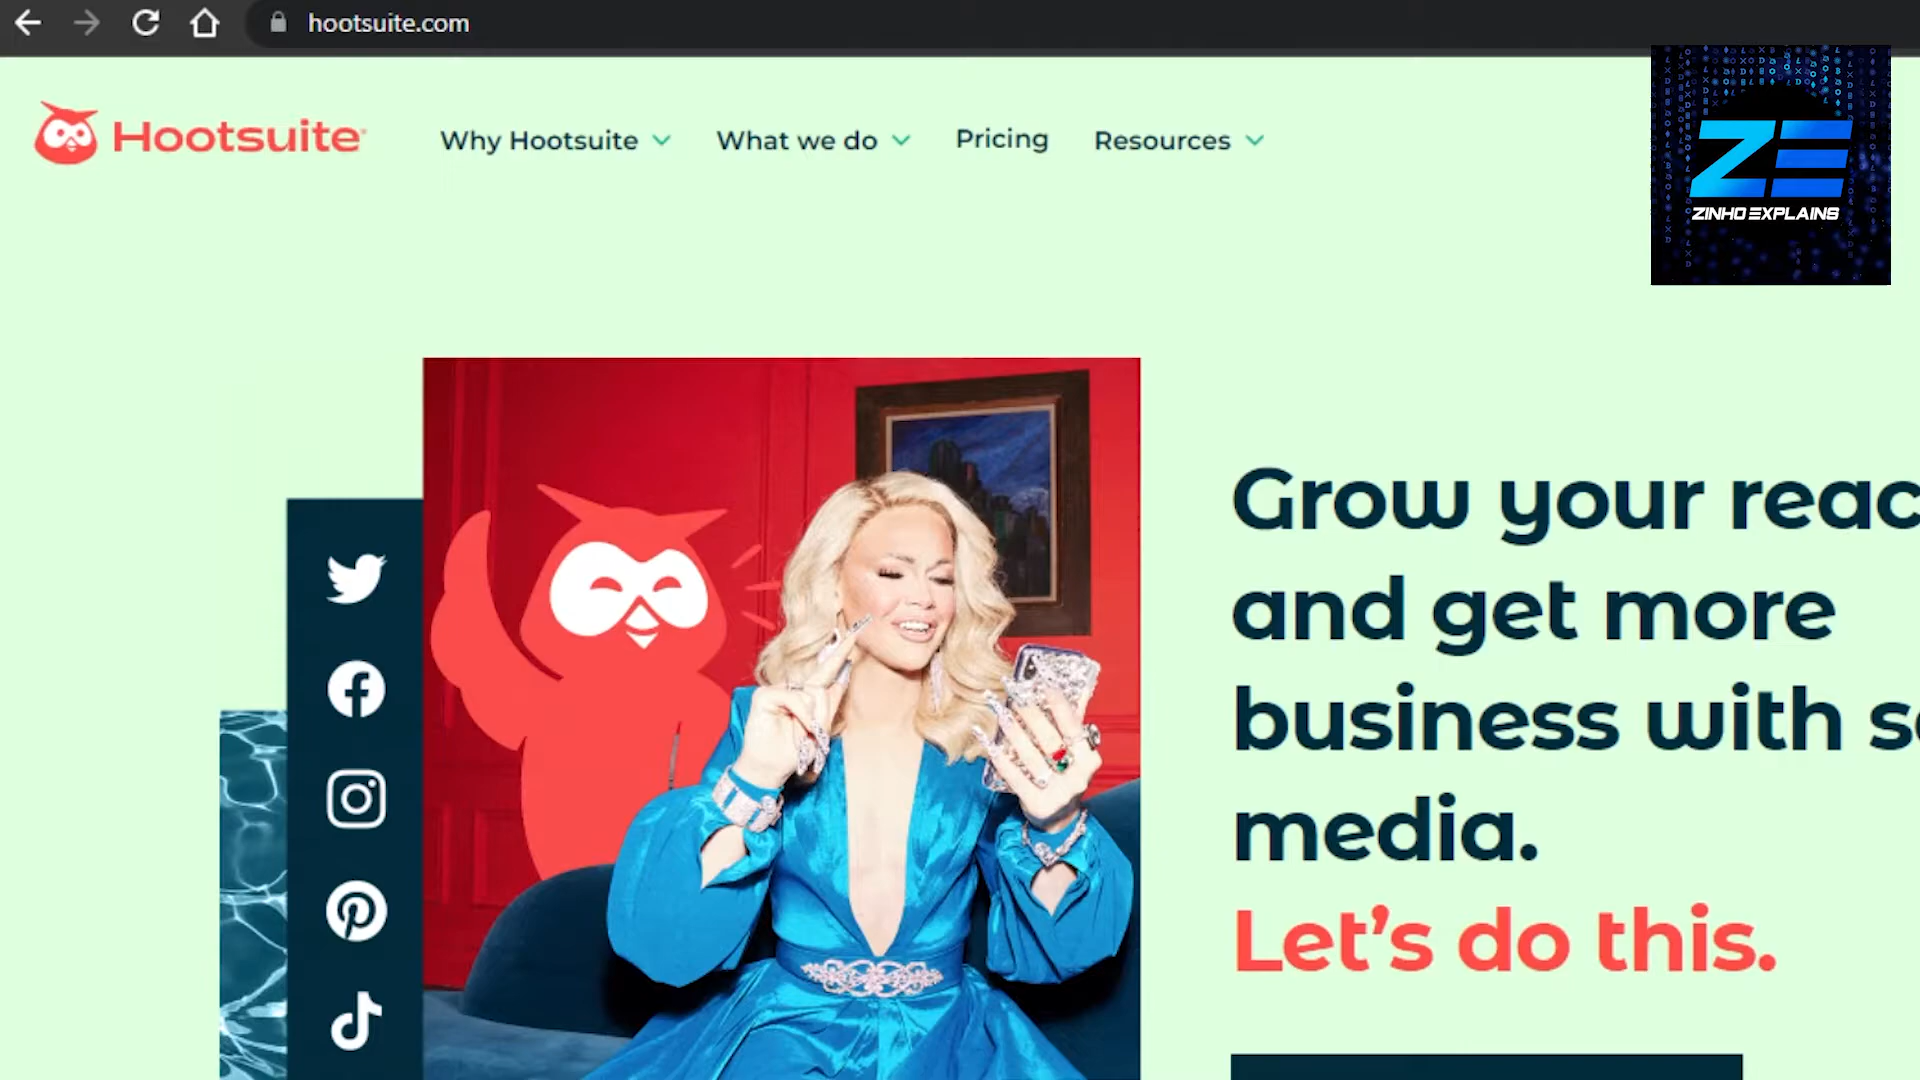 hootsuite.com
Hootsuite
Why Hootsuite
What we do
Pricing
Resources
ZE
ZINHO EXPLAINS
Grow your reac
and get more
business with s
media.
Let's do this.